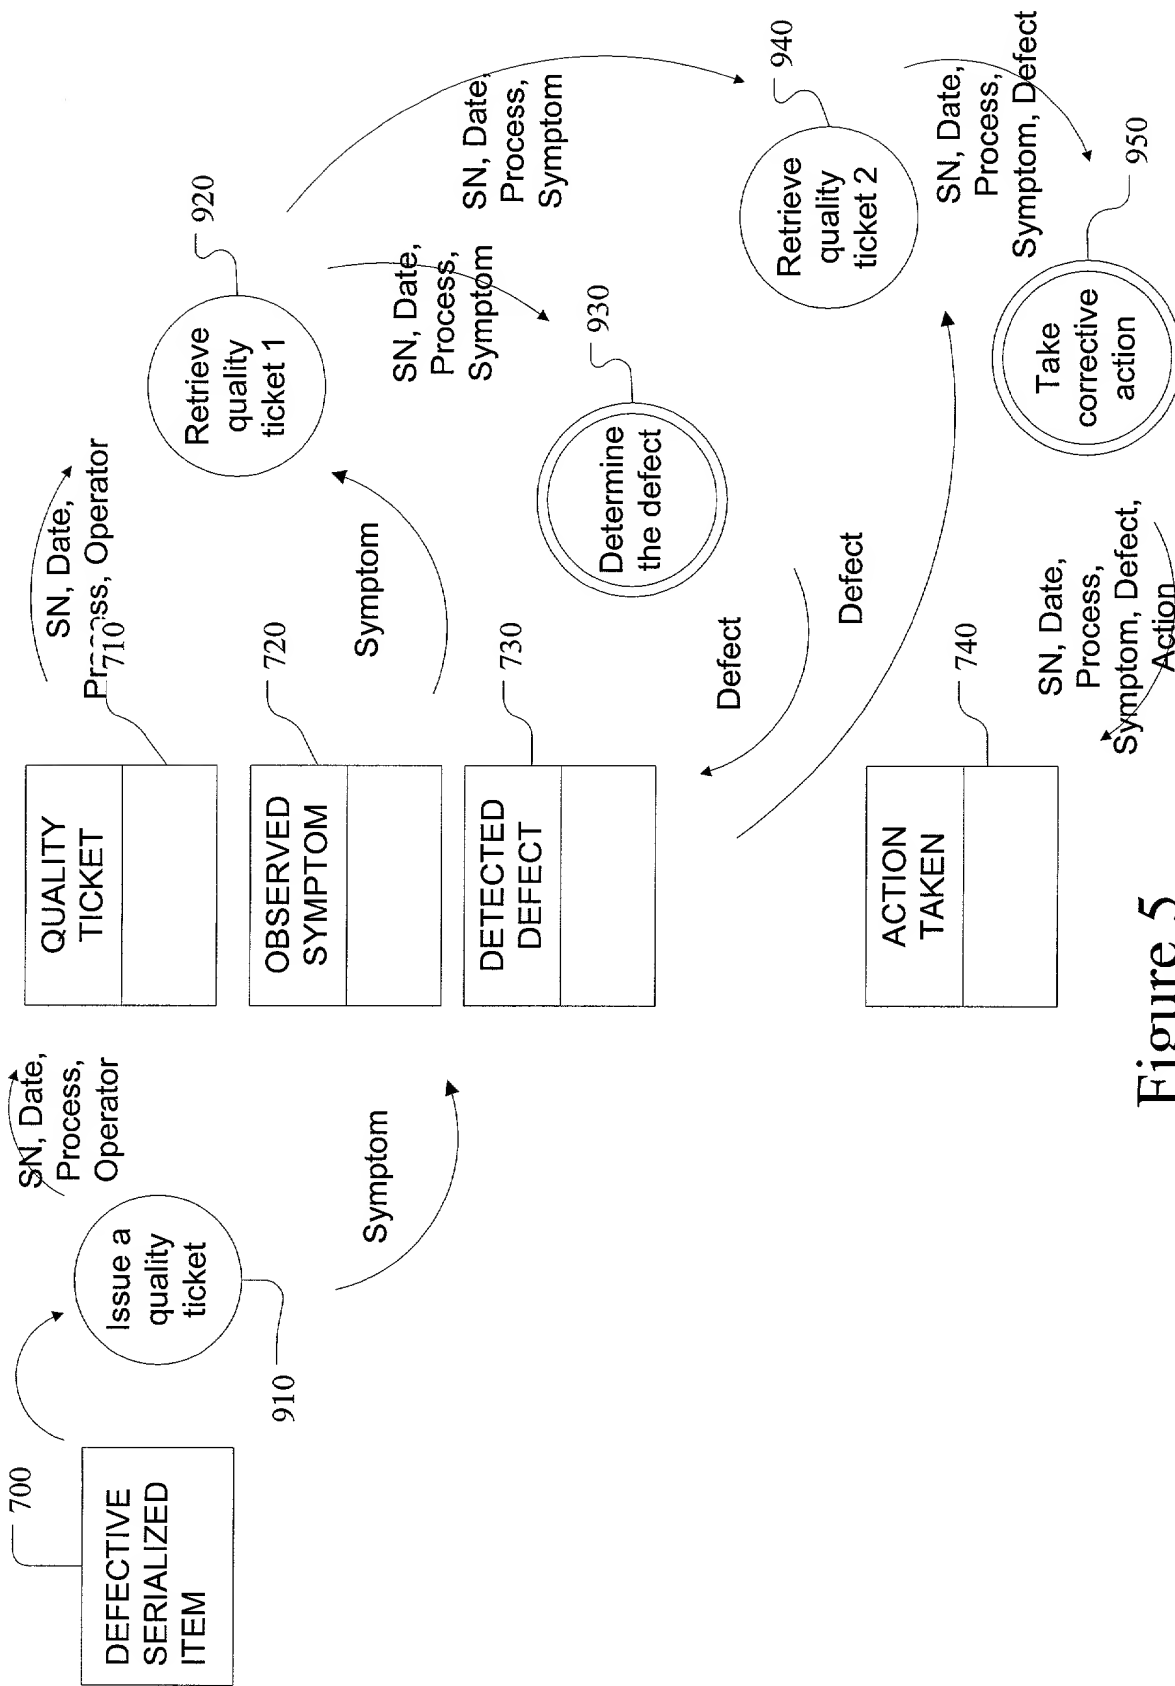 700
DEFECTIVE
SERIALIZED
ITEM
Issue a
quality
ticket
910
SN, Date,
Process,
Operator
Symptom
QUALITY
TICKET
710
OBSERVED
SYMPTOM
720
DETECTED
DEFECT
730
ACTION
TAKEN
740
SN, Date,
Process, Operator
Symptom
Retrieve
quality
ticket 1
920
SN, Date,
Process,
Symptom
SN, Date,
Process,
Symptom
Determine
the defect
930
Defect
Defect
Retrieve
quality
ticket 2
940
SN, Date,
Process,
Symptom, Defect
Take
corrective
action
950
SN, Date,
Process,
Symptom, Defect,
Action
Figure 5